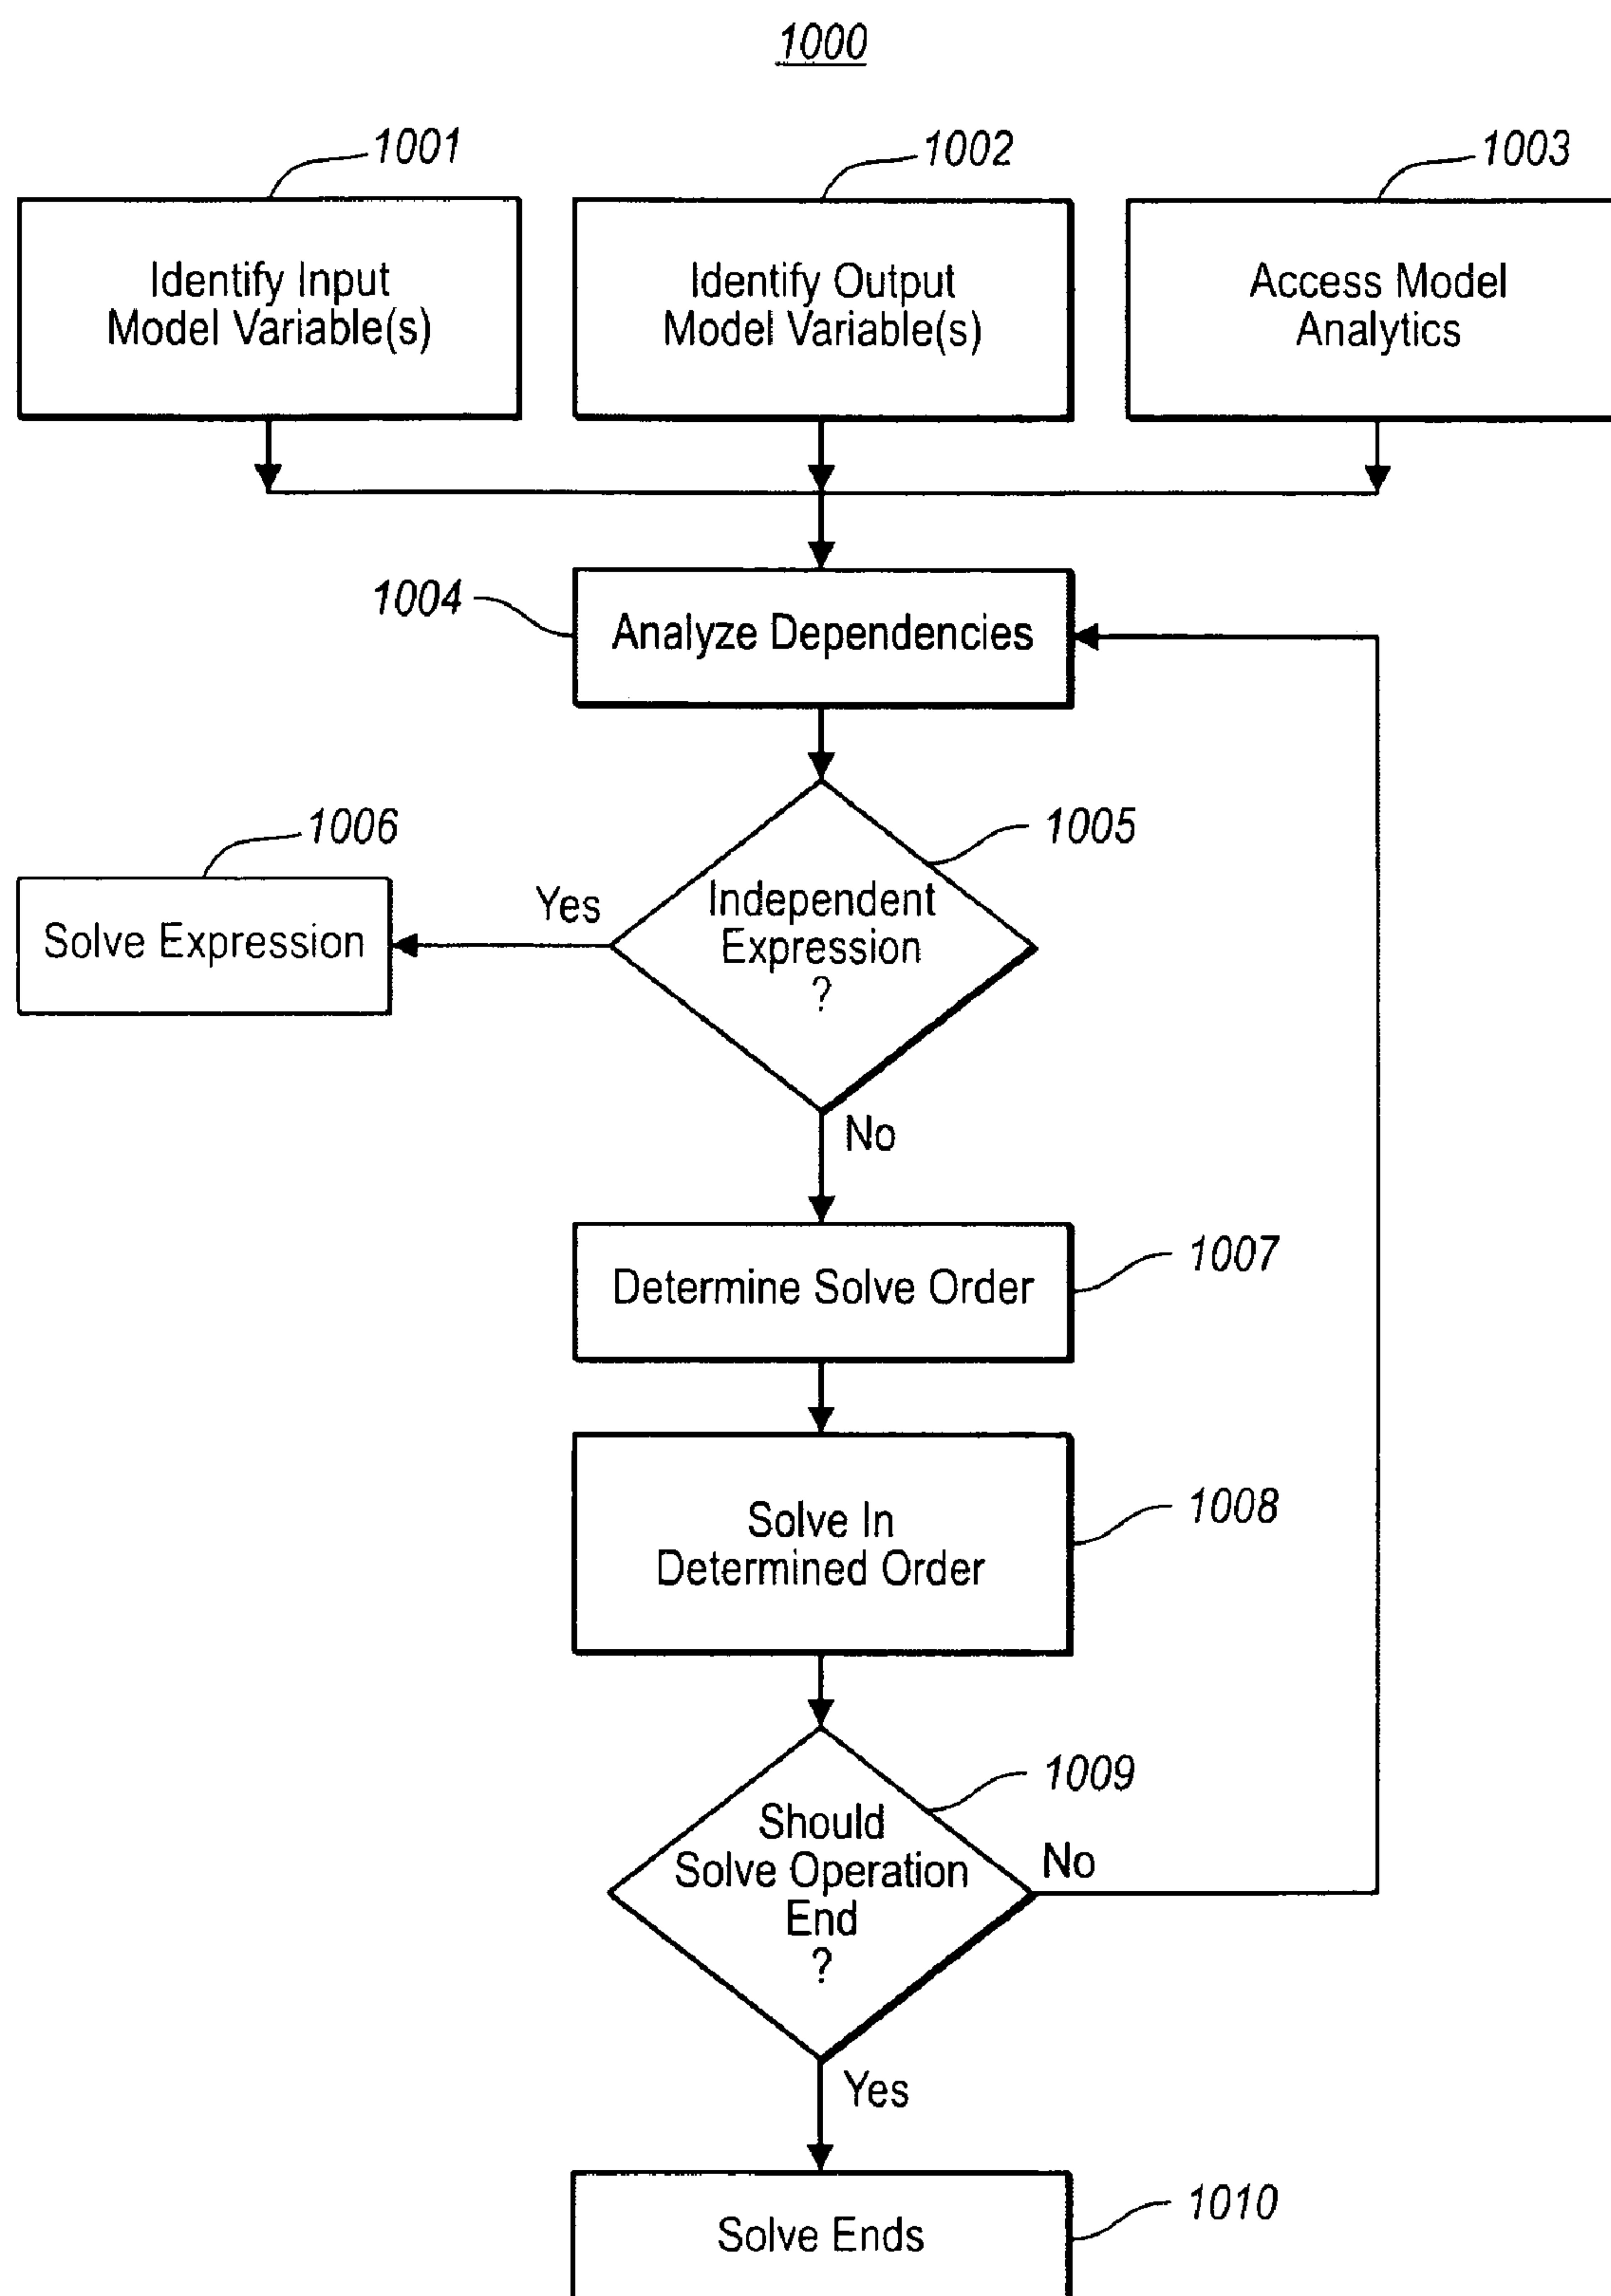 1000
1001
1002
1003
Identify Input
Model Variable(s)
Identify Output
Model Variable(s)
Access Model
Analytics
1004
Analyze Dependencies
1005
1006
Independent
Expression
?
Yes
Solve Expression
No
1007
Determine Solve Order
1008
Solve In
Determined Order
1009
Should
Solve Operation
End
?
No
Yes
1010
Solve Ends